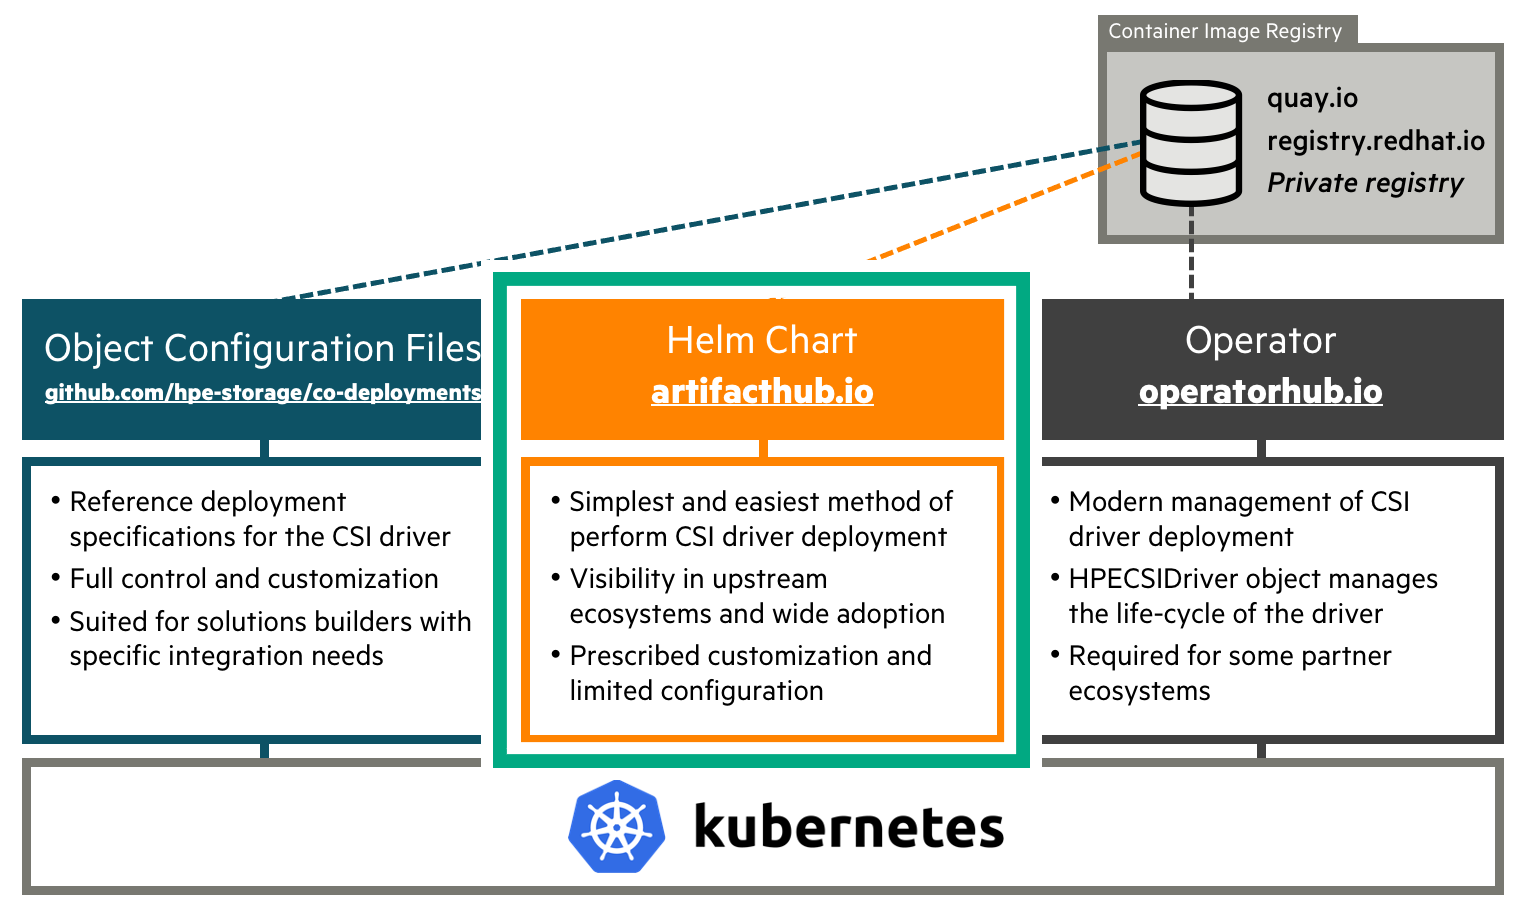 Container Image Registry
quay.io
registry.redhat.io
Private registry
Object Configuration Files
github.com/hpe-storage/co-deployments
• Reference deployment
specifications for the CSI driver
• Full control and customization
• Suited for solutions builders with
specific integration needs
Helm Chart
artifacthub.io
• Simplest and easiest method of
perform CSI driver deployment
• Visibility in upstream
ecosystems and wide adoption
• Prescribed customization and
limited configuration
Operator
operatorhub.io
• Modern management of CSI
driver deployment
• HPECSIDriver object manages
the life-cycle of the driver
• Required for some partner
ecosystems
kubernetes